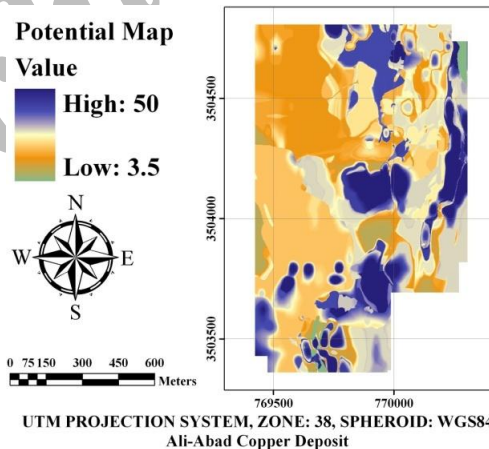 Potential Map
Value
High: 50
Low: 3.5
N
W E
S
0 75 150 300 450 600
Meters
3504500
3504000
3503500
769500 770000
UTM PROJECTION SYSTEM, ZONE: 38, SPHEROID: WGS84
Ali-Abad Copper Deposit